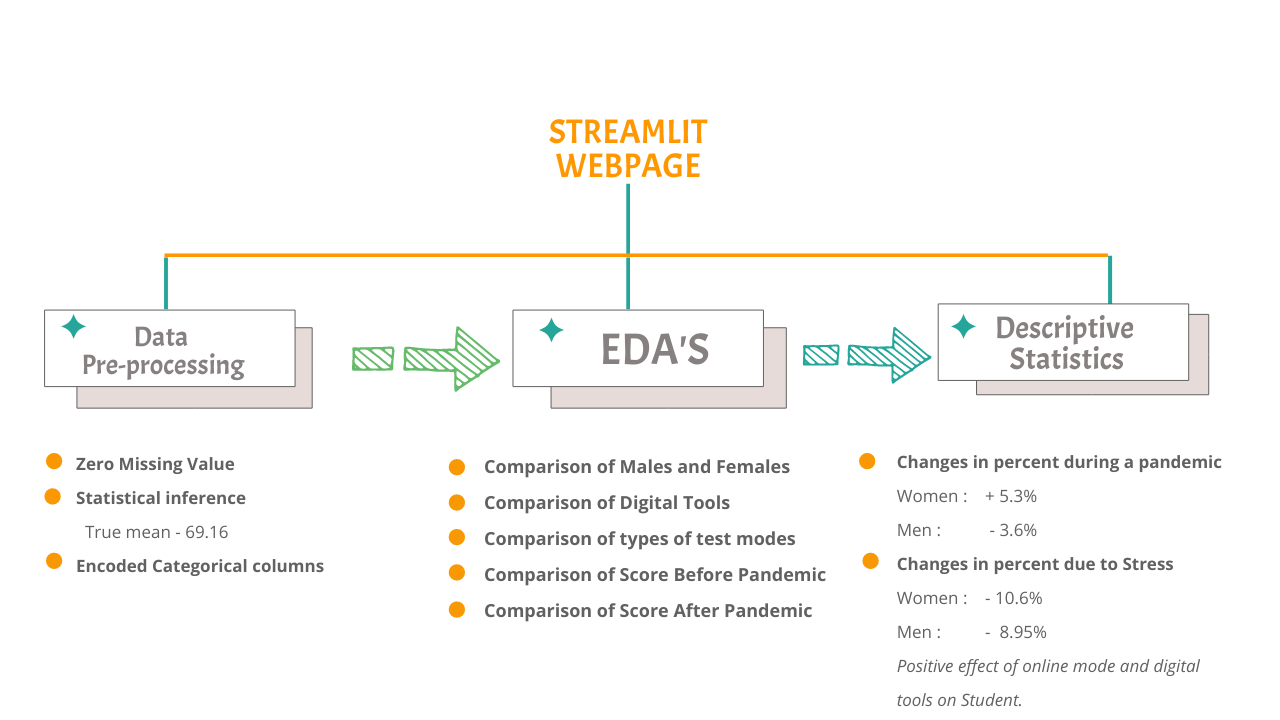 STREAMLIT
WEBPAGE
Data
Pre-processing
EDA'S
Descriptive
Statistics
Zero Missing Value
Statistical inference
True mean - 69.16
Encoded Categorical columns
Comparison of Males and Females
Comparison of Digital Tools
Comparison of types of test modes
Comparison of Score Before Pandemic
Comparison of Score After Pandemic
Changes in percent during a pandemic
Women : + 5.3%
Men : - 3.6%
Changes in percent due to Stress
Women : - 10.6%
Men : - 8.95%
Positive effect of online mode and digital
tools on Student.